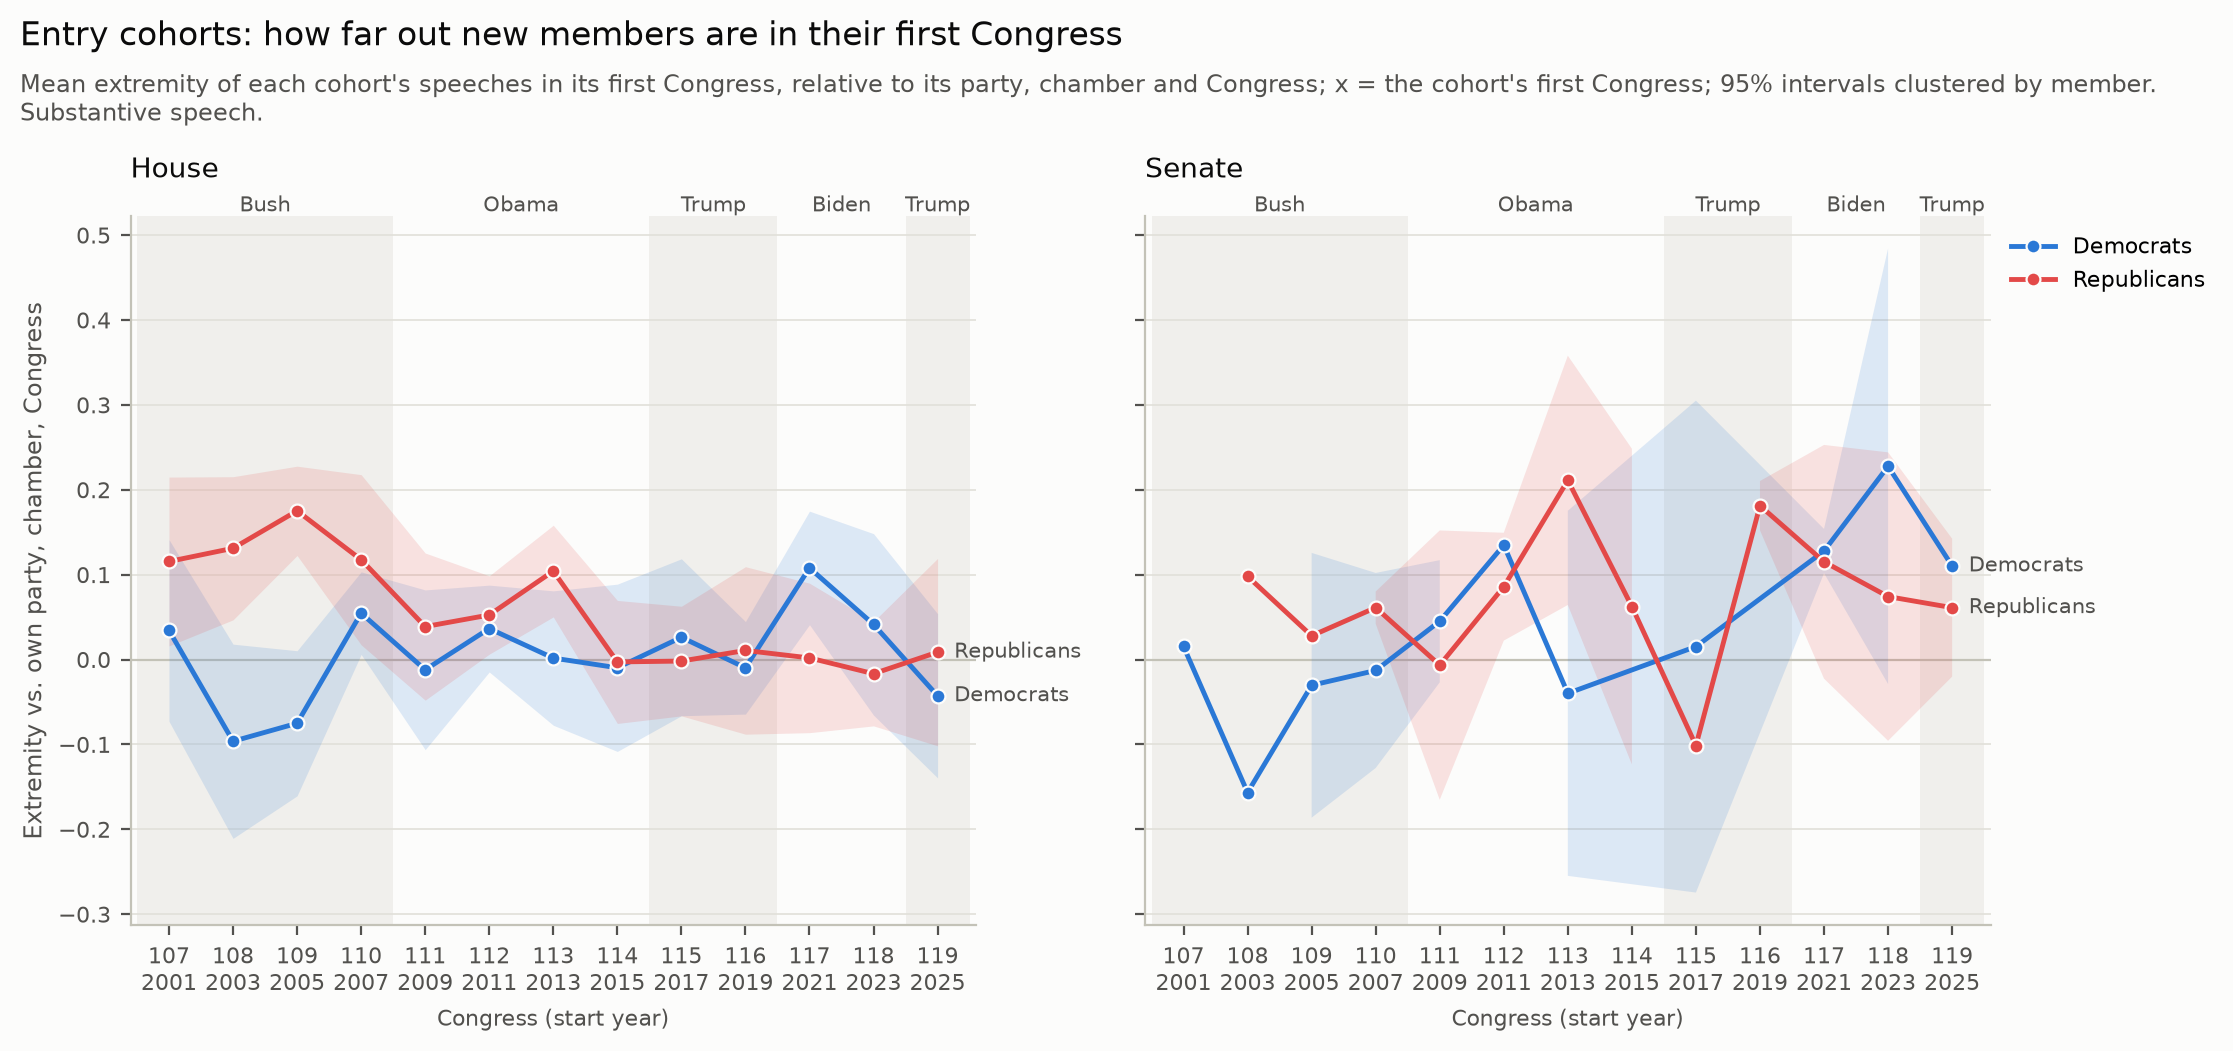 Entry cohorts: how far out new members are in their first Congress
Mean extremity of each cohort's speeches in its first Congress, relative to its party, chamber and Congress; x = the cohort's first Congress; 95% intervals clustered by member.
Substantive speech.
House
Bush Obama Trump Biden Trump
Extremity vs. own party, chamber, Congress
0.5
0.4
0.3
0.2
0.1
0.0
−0.1
−0.2
−0.3
Republicans
Democrats
107 108 109 110 111 112 113 114 115 116 117 118 119
2001 2003 2005 2007 2009 2011 2013 2015 2017 2019 2021 2023 2025
Congress (start year)
Senate
Bush Obama Trump Biden Trump
Democrats
Republicans
107 108 109 110 111 112 113 114 115 116 117 118 119
2001 2003 2005 2007 2009 2011 2013 2015 2017 2019 2021 2023 2025
Congress (start year)
Democrats
Republicans